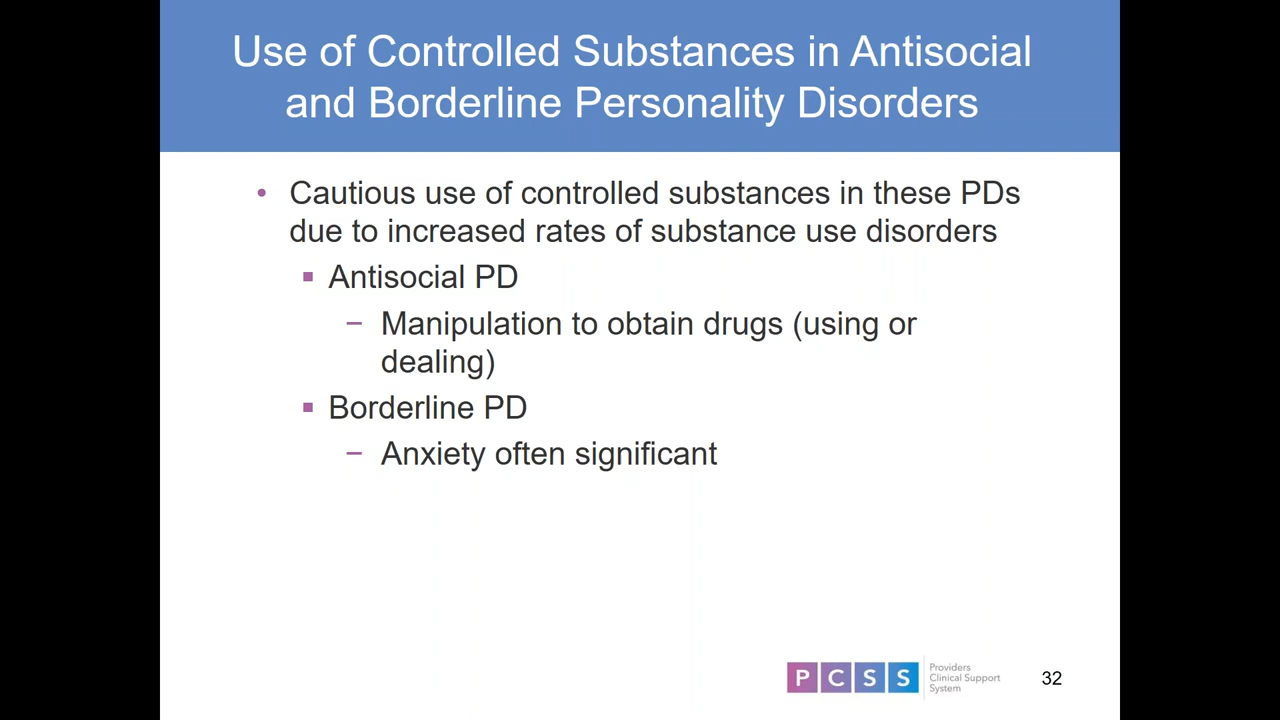 Use of Controlled Substances in Antisocial
and Borderline Personality Disorders
• Cautious use of controlled substances in these PDs
due to increased rates of substance use disorders
▪ Antisocial PD
− Manipulation to obtain drugs (using or
dealing)
▪ Borderline PD
− Anxiety often significant
PCSS
Providers
Clinical Support
System
32